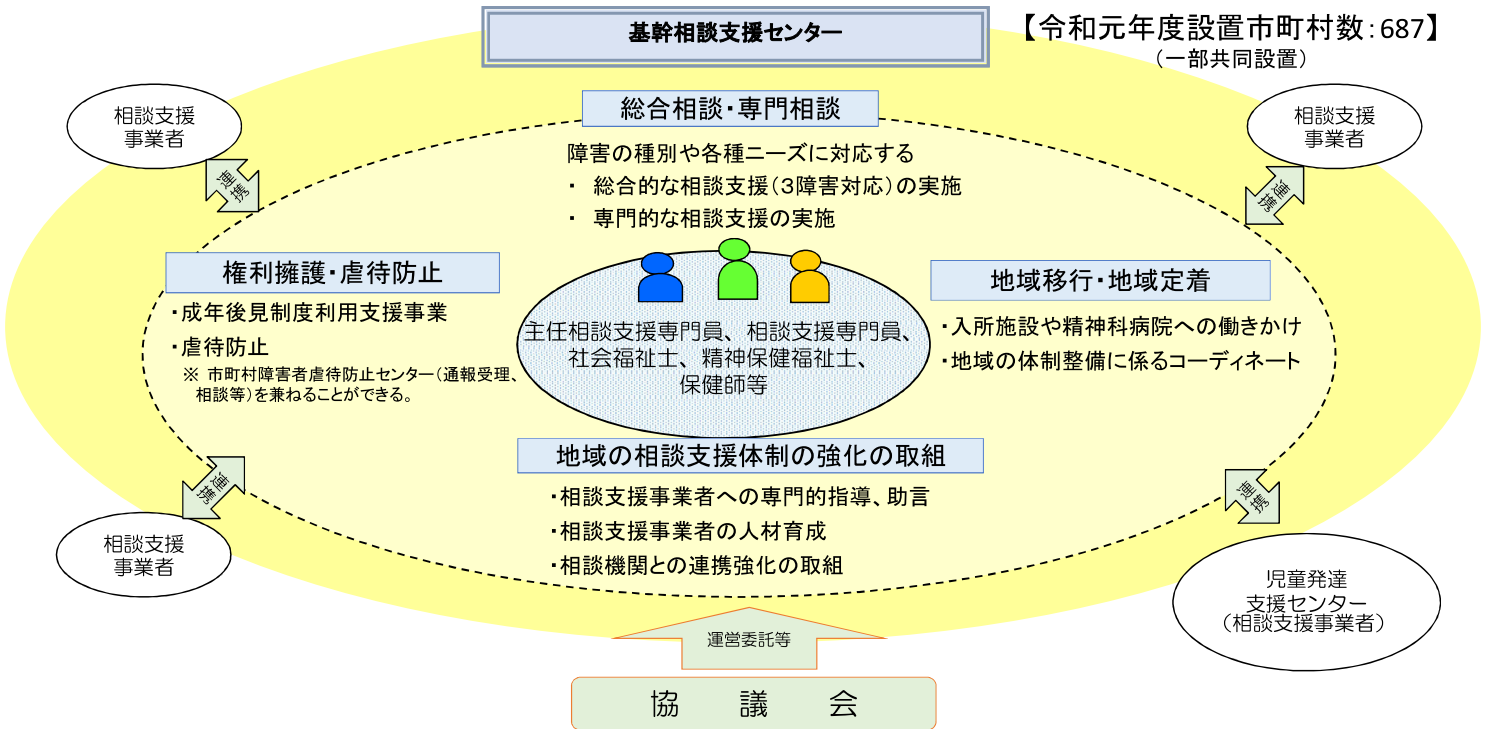 基幹相談支援センター
【令和元年度設置市町村数：687】
（一部共同設置）
相談支援
事業者
連携
総合相談・専門相談
障害の種別や各種ニーズに対応する
・ 総合的な相談支援（３障害対応）の実施
・ 専門的な相談支援の実施
相談支援
事業者
連携
権利擁護・虐待防止
・成年後見制度利用支援事業
・虐待防止
※ 市町村障害者虐待防止センター（通報受理、
相談等）を兼ねることができる。
主任相談支援専門員、相談支援専門員、
社会福祉士、精神保健福祉士、
保健師等
地域移行・地域定着
・入所施設や精神科病院への働きかけ
・地域の体制整備に係るコーディネート
地域の相談支援体制の強化の取組
・相談支援事業者への専門的指導、助言
・相談支援事業者の人材育成
・相談機関との連携強化の取組
連携
相談支援
事業者
連携
児童発達
支援センター
（相談支援事業者）
運営委託等
協　議　会